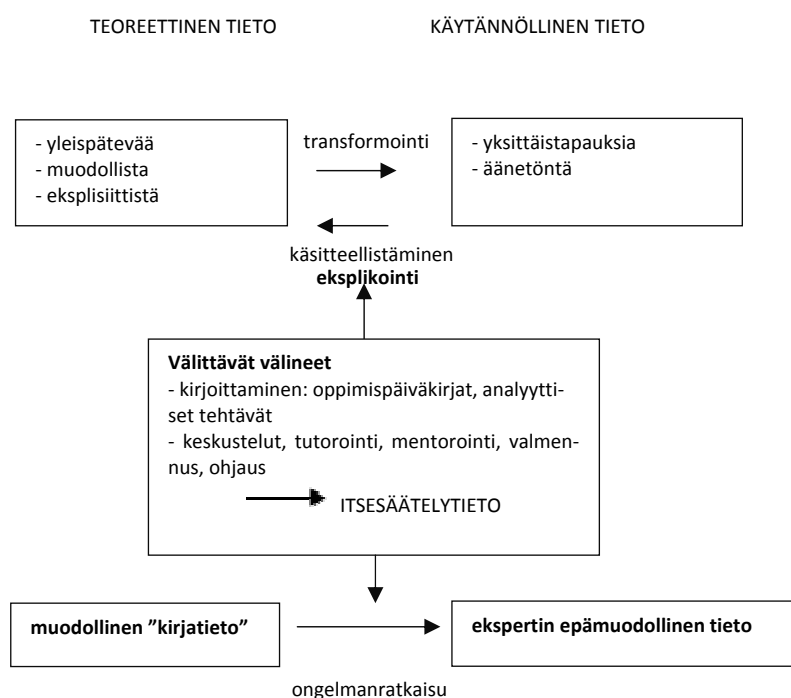 TEOREETTINEN TIETO
KÄYTÄNNÖLLINEN TIETO
- yleispätevää
- muodollista
- eksplisiittistä
transformointi
- yksittäistapauksia
- äänetöntä
käsitteellistäminen
eksplikointi
Välittävät välineet
- kirjoittaminen: oppimispäiväkirjat, analyytti-
set tehtävät
- keskustelut, tutorointi, mentorointi, valmen-
nus, ohjaus
ITSESÄÄTELYTIETO
muodollinen ”kirjatieto”
ekspertin epämuodollinen tieto
ongelmanratkaisu